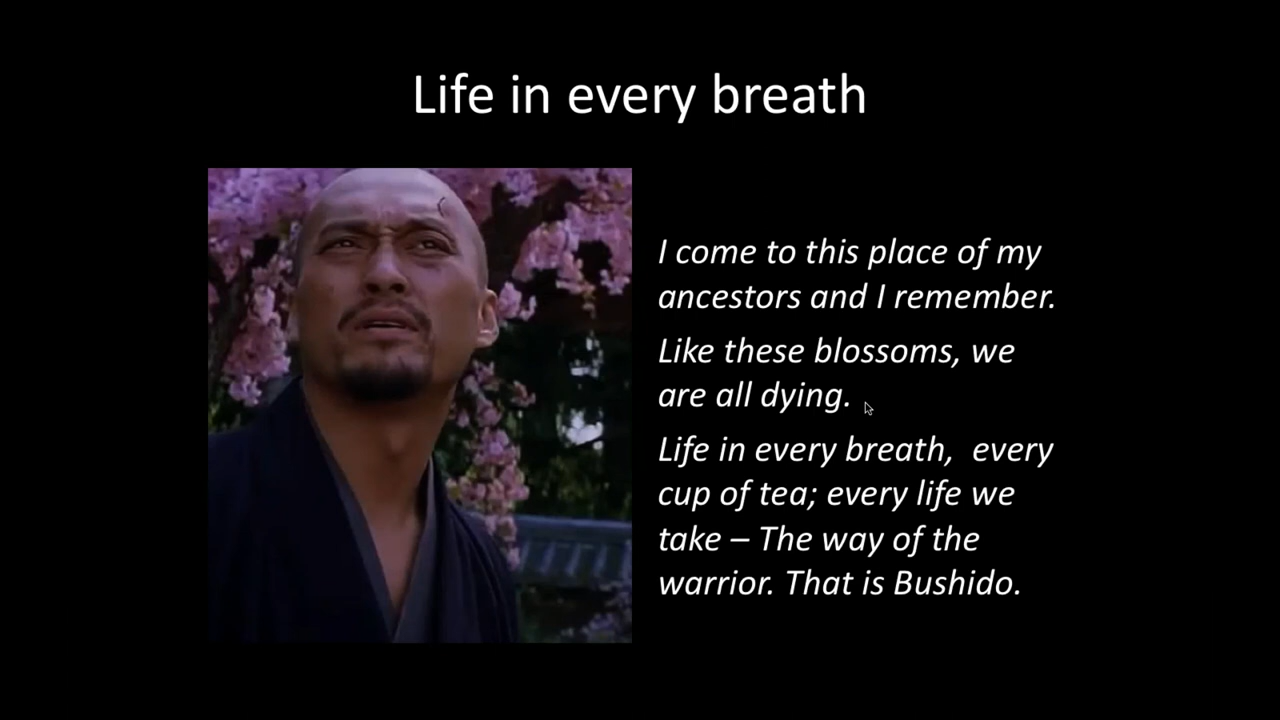 Life in every breath
I come to this place of my
ancestors and I remember.
Like these blossoms, we
are all dying.
Life in every breath,  every
cup of tea; every life we
take – The way of the
warrior. That is Bushido.